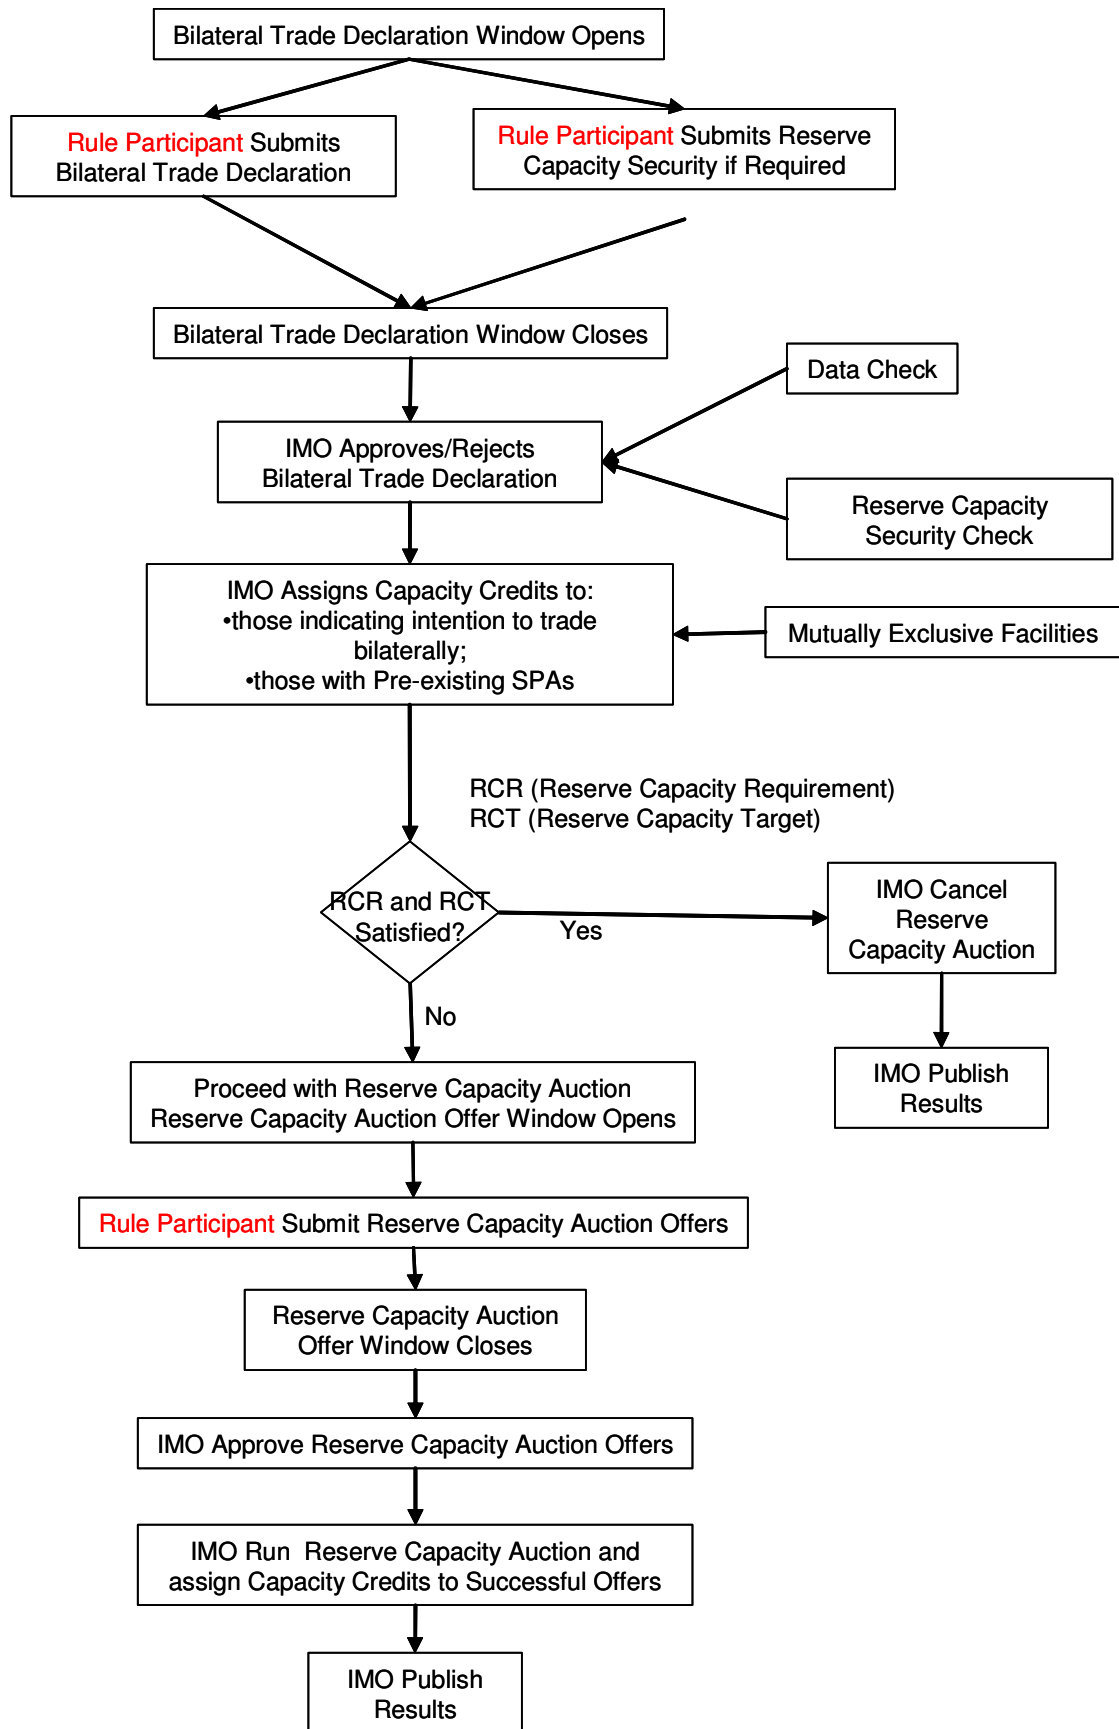 Bilateral Trade Declaration Window Opens
Rule Participant Submits
Bilateral Trade Declaration
Rule Participant Submits Reserve
Capacity Security if Required
Bilateral Trade Declaration Window Closes
Data Check
IMO Approves/Rejects
Bilateral Trade Declaration
Reserve Capacity
Security Check
IMO Assigns Capacity Credits to:
•those indicating intention to trade
bilaterally;
•those with Pre-existing SPAs
Mutually Exclusive Facilities
RCR (Reserve Capacity Requirement)
RCT (Reserve Capacity Target)
RCR and RCT
Satisfied?
Yes
IMO Cancel
Reserve
Capacity Auction
No
IMO Publish
Results
Proceed with Reserve Capacity Auction
Reserve Capacity Auction Offer Window Opens
Rule Participant Submit Reserve Capacity Auction Offers
Reserve Capacity Auction
Offer Window Closes
IMO Approve Reserve Capacity Auction Offers
IMO Run  Reserve Capacity Auction and
assign Capacity Credits to Successful Offers
IMO Publish
Results